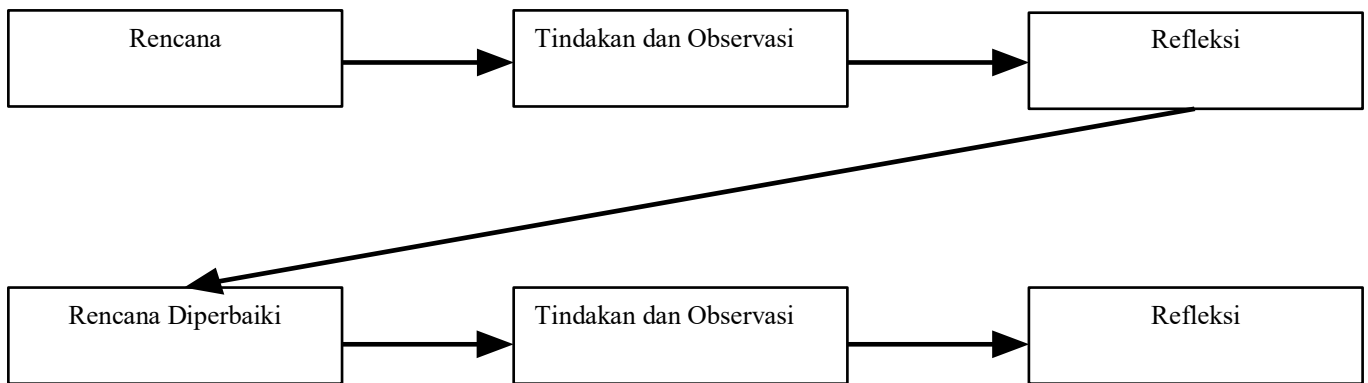 Rencana
Tindakan dan Observasi
Refleksi
Rencana Diperbaiki
Tindakan dan Observasi
Refleksi